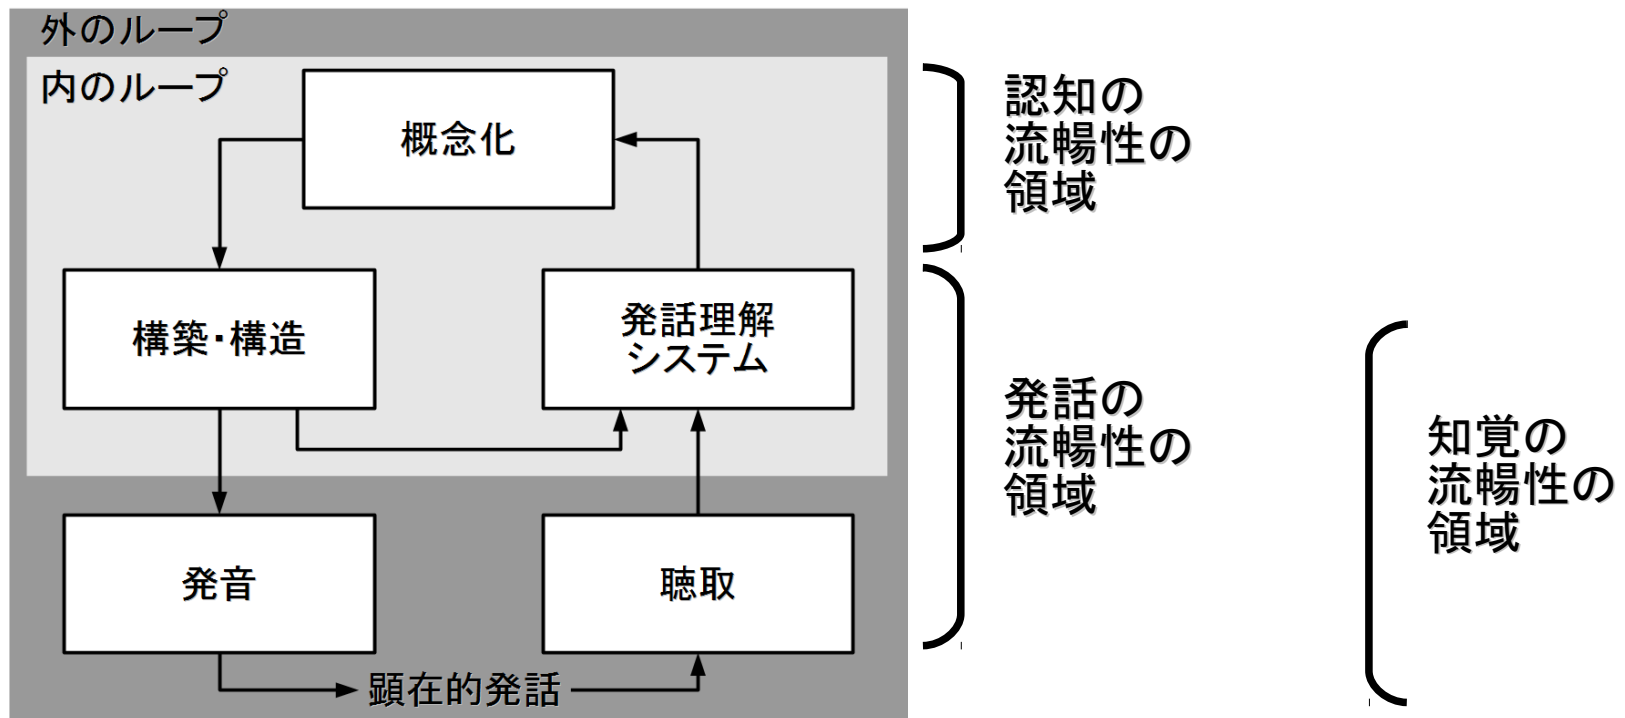 外のループ
内のループ
概念化
構築・構造
発話理解
システム
発音
聴取
顕在的発話
認知の
流暢性の
領域
発話の
流暢性の
領域
知覚の
流暢性の
領域